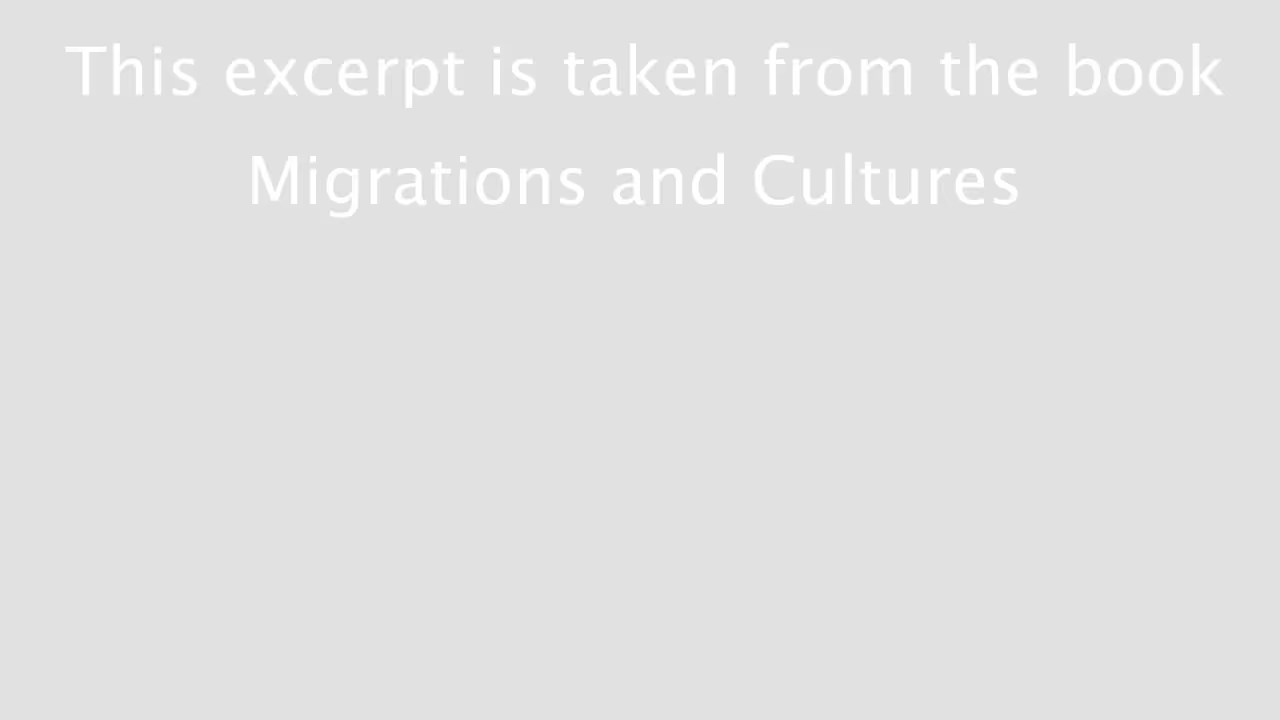 This excerpt is taken from the book
Migrations and Cultures